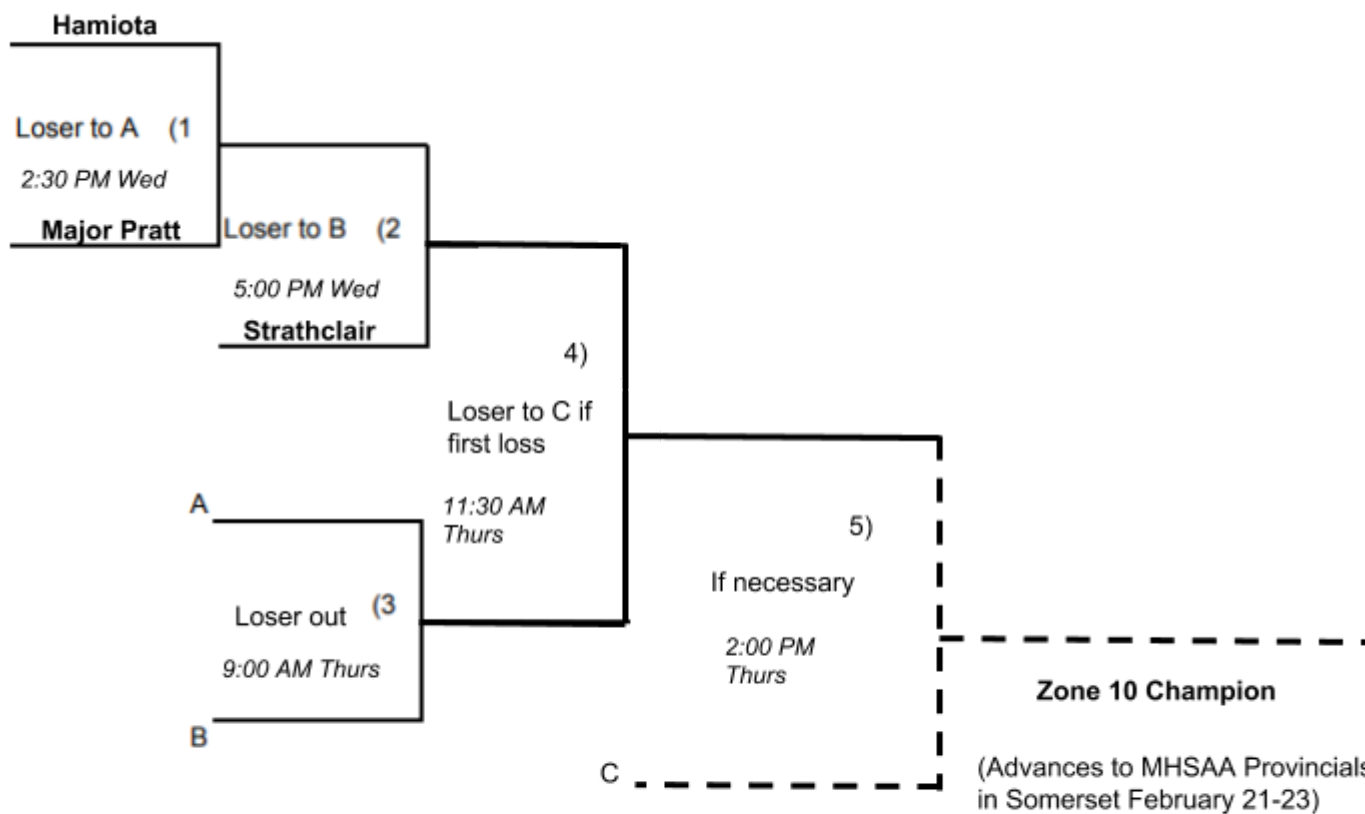 Hamiota
Loser to A (1
2:30 PM Wed
Major Pratt
Loser to B (2
5:00 PM Wed
Strathclair
4)
Loser to C if
first loss
11:30 AM
Thurs
A
Loser out (3
9:00 AM Thurs
B
5)
If necessary
2:00 PM
Thurs
C
Zone 10 Champion
(Advances to MHSAA Provincials
in Somerset February 21-23)